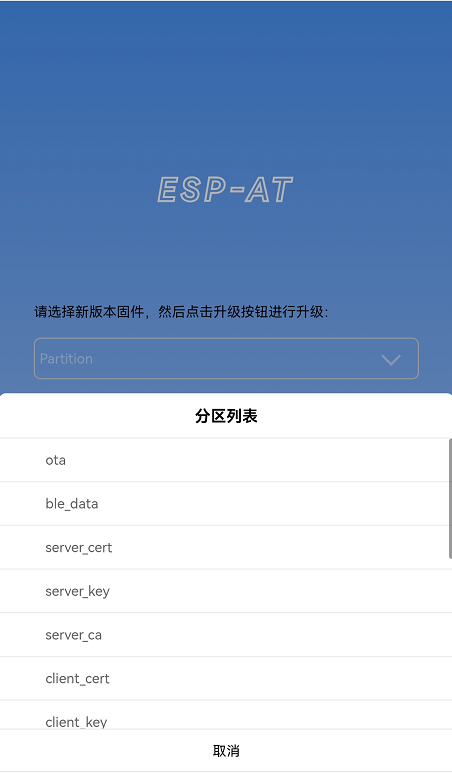 ESP-AT
请选择新版本固件，然后点击升级按钮进行升级：
Partition
分区列表
ota
ble_data
server_cert
server_key
server_ca
client_cert
client_key
取消